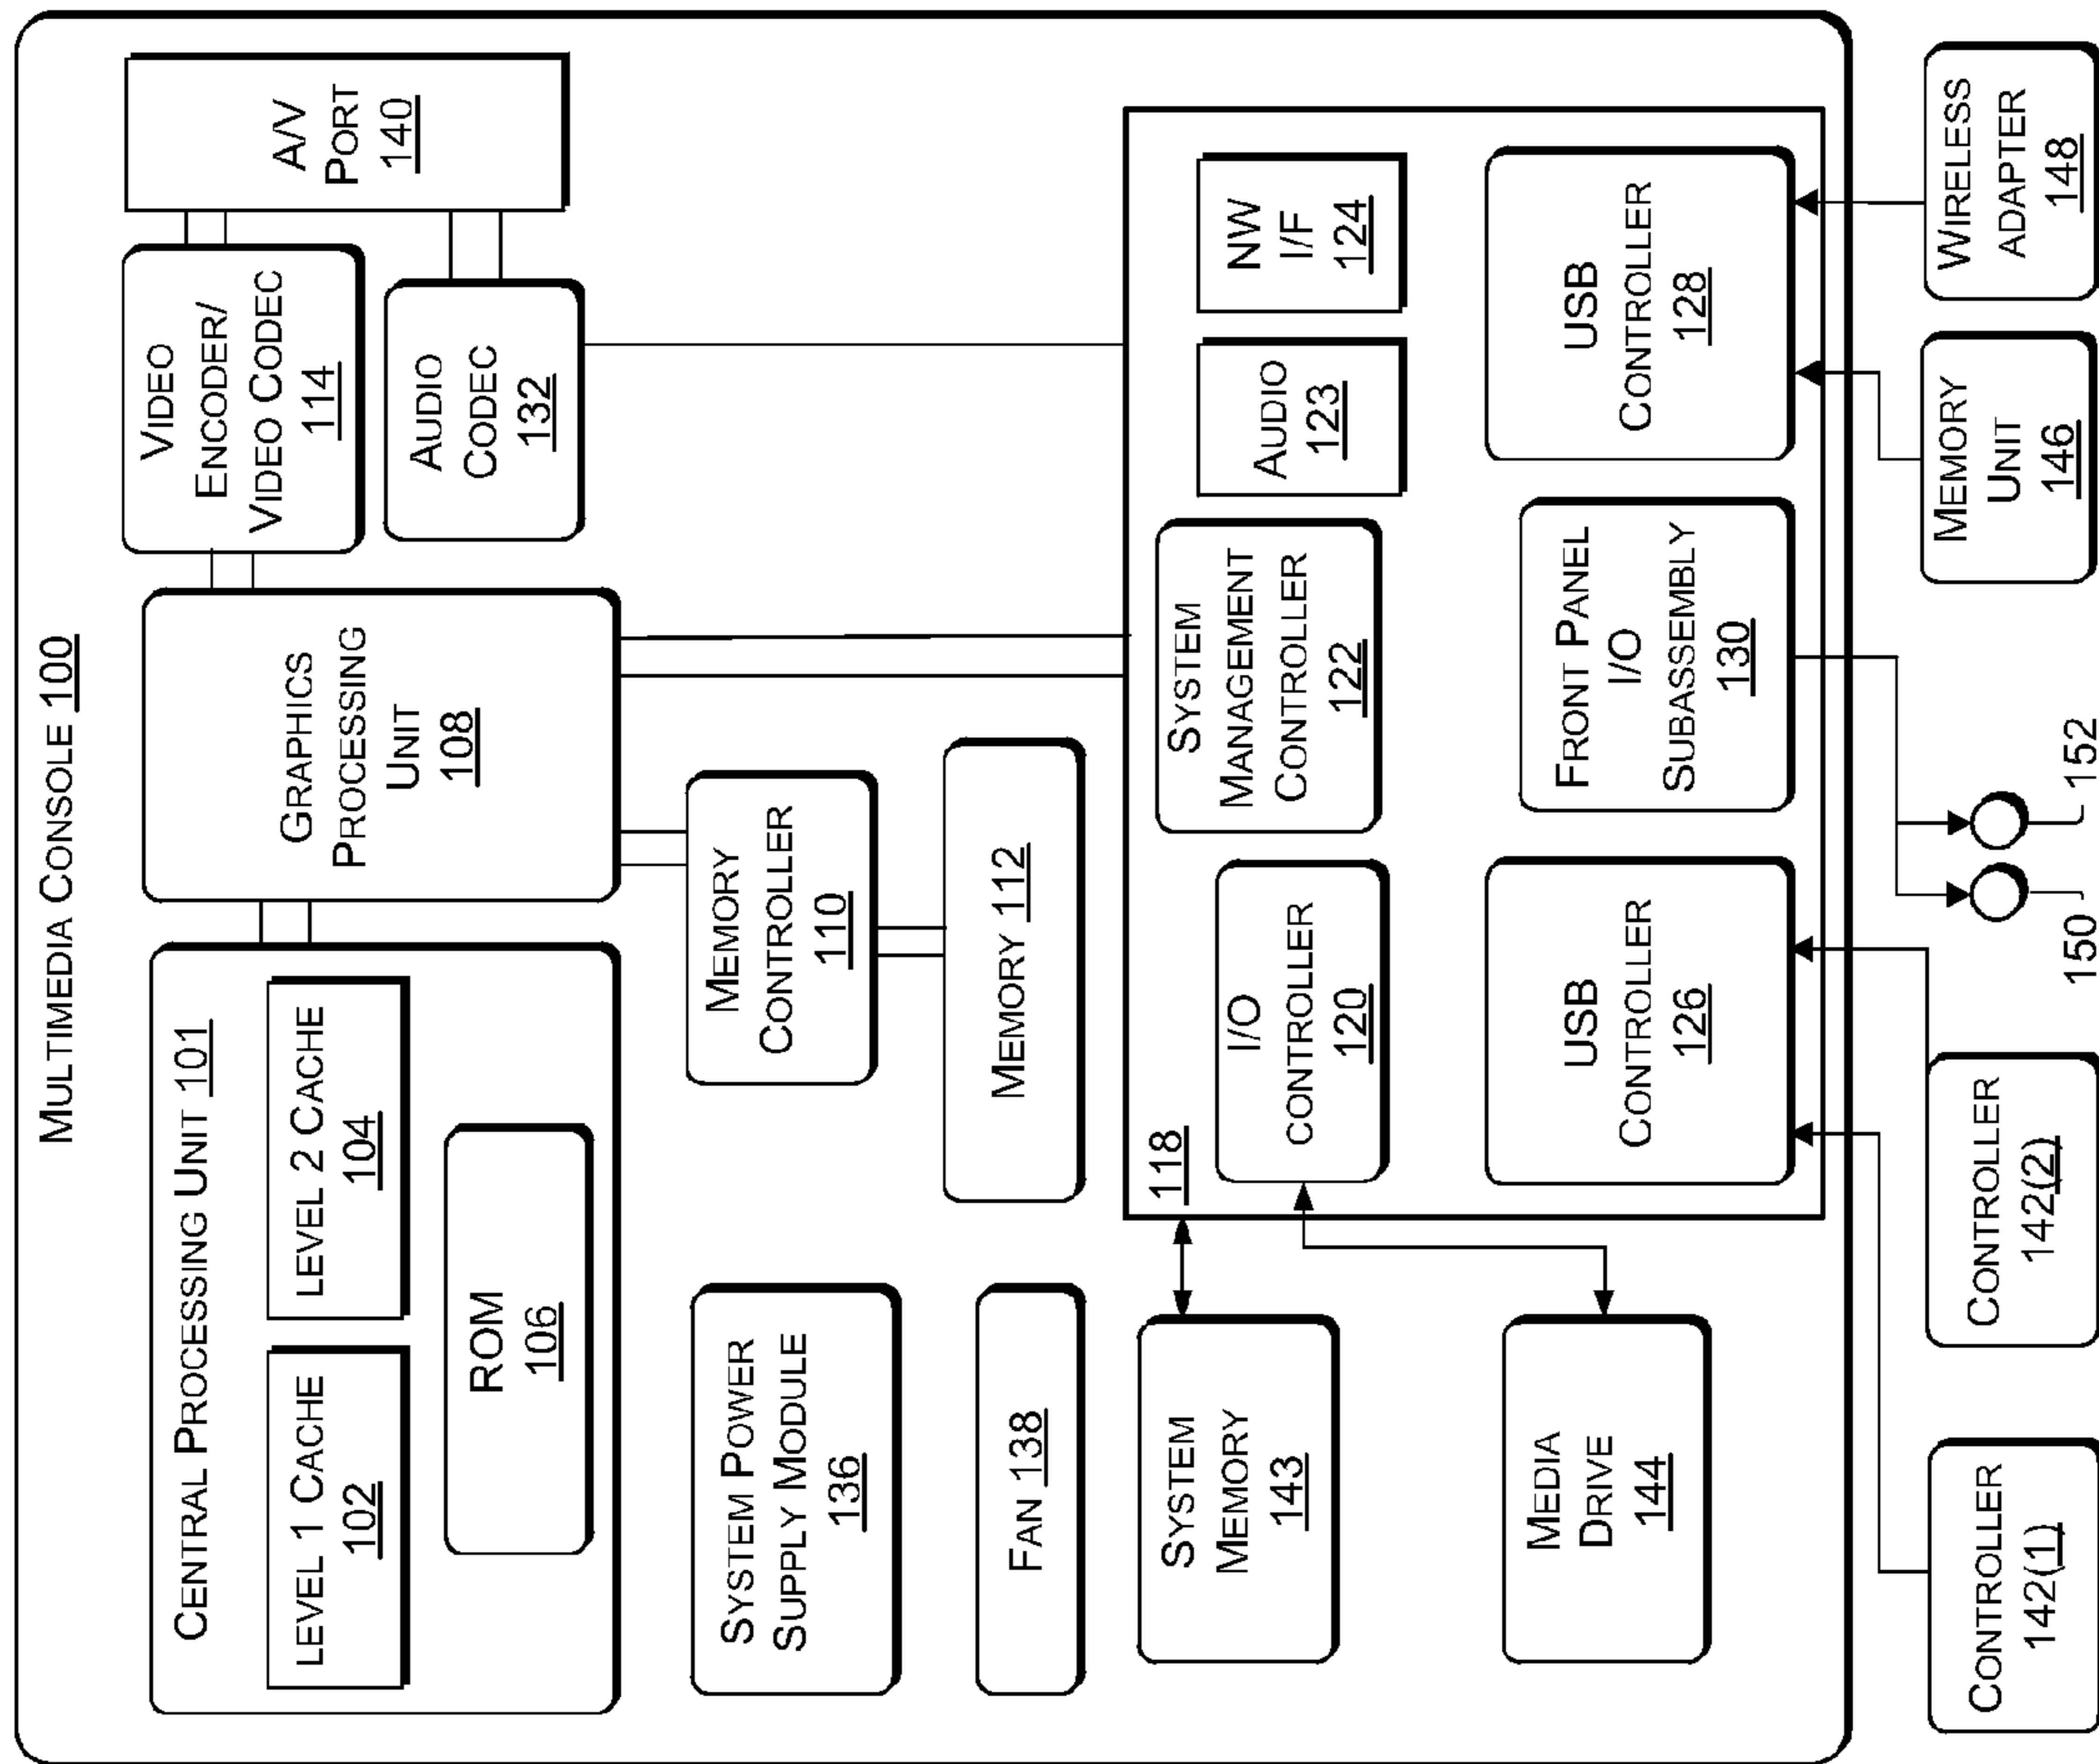 MULTIMEDIA CONSOLE 100
CENTRAL PROCESSING UNIT 101
LEVEL 1 CACHE
102
LEVEL 2 CACHE
104
ROM
106
GRAPHICS
PROCESSING
UNIT
108
VIDEO
ENCODER/
VIDEO CODEC
114
AUDIO
CODEC
132
A/V
PORT
140
SYSTEM POWER
SUPPLY MODULE
136
MEMORY
CONTROLLER
110
FAN 138
MEMORY 112
118
SYSTEM
MEMORY
143
I/O
CONTROLLER
120
SYSTEM
MANAGEMENT
CONTROLLER
122
AUDIO
123
NW
I/F
124
MEDIA
DRIVE
144
USB
CONTROLLER
126
FRONT PANEL
I/O
SUBASSEMBLY
130
USB
CONTROLLER
128
CONTROLLER
142(1)
CONTROLLER
142(2)
150
152
MEMORY
UNIT
146
WIRELESS
ADAPTER
148